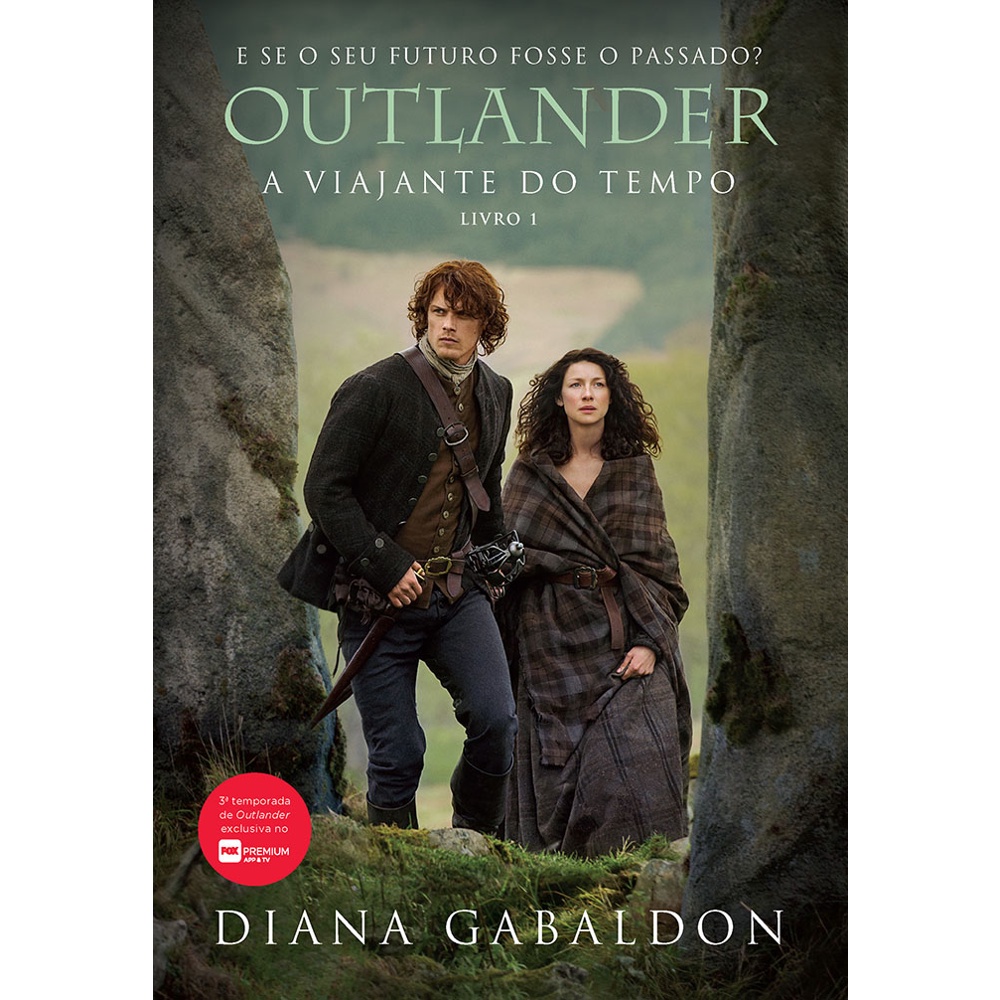 E SE O SEU FUTURO FOSSE O PASSADO?
OUTLANDER
A VIAJANTE DO TEMPO
LIVRO 1
3ª temporada
de Outlander
exclusiva no
FOX PREMIUM
APP & TV
DIANA GABALDON